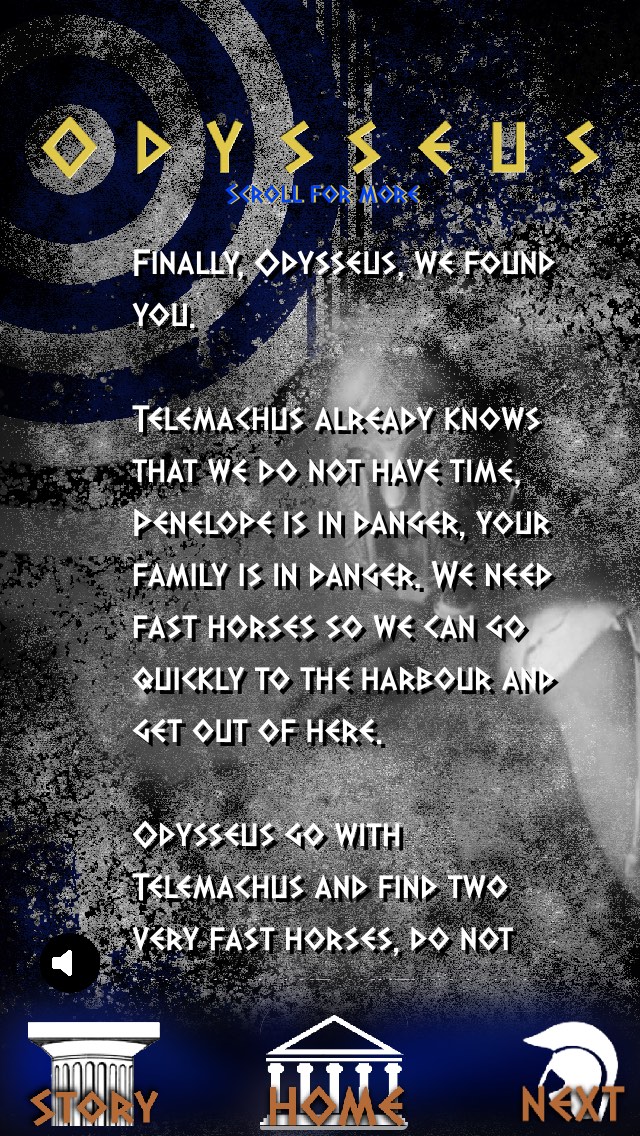 ODYSSEUS
SCROLL FOR MORE
FINALLY, ODYSSEUS, WE FOUND
YOU.
TELEMACHUS ALREADY KNOWS
THAT WE DO NOT HAVE TIME,
PENELOPE IS IN DANGER, YOUR
FAMILY IS IN DANGER. WE NEED
FAST HORSES SO WE CAN GO
QUICKLY TO THE HARBOUR AND
GET OUT OF HERE.
ODYSSEUS GO WITH
TELEMACHUS AND FIND TWO
VERY FAST HORSES, DO NOT
STORY
HOME
NEXT